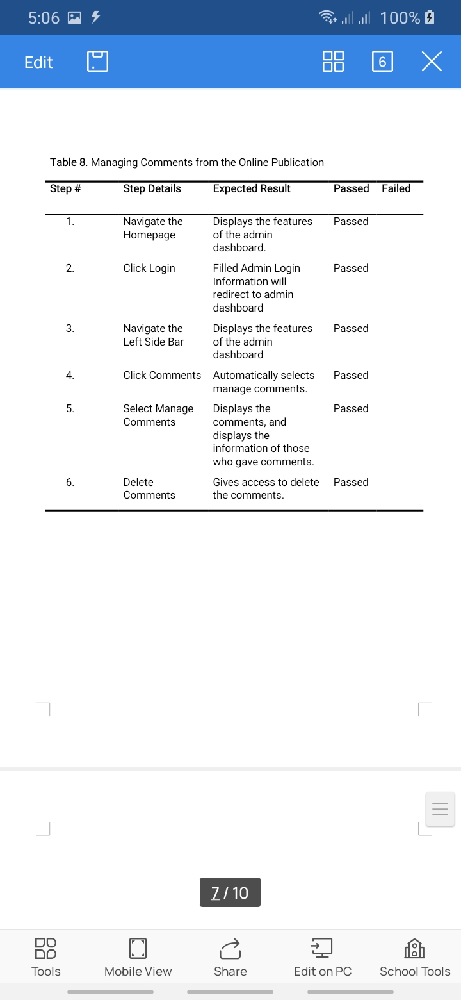 5:06
100%
Edit
6
Table 8. Managing Comments from the Online Publication
Step # Step Details Expected Result Passed Failed
1. Navigate the Displays the features Passed
Homepage of the admin
dashboard.
2. Click Login Filled Admin Login Passed
Information will
redirect to admin
dashboard
3. Navigate the Displays the features Passed
Left Side Bar of the admin
dashboard
4. Click Comments Automatically selects Passed
manage comments.
5. Select Manage Displays the Passed
Comments comments, and
displays the
information of those
who gave comments.
6. Delete Gives access to delete Passed
Comments the comments.
7 / 10
Tools Mobile View Share Edit on PC School Tools